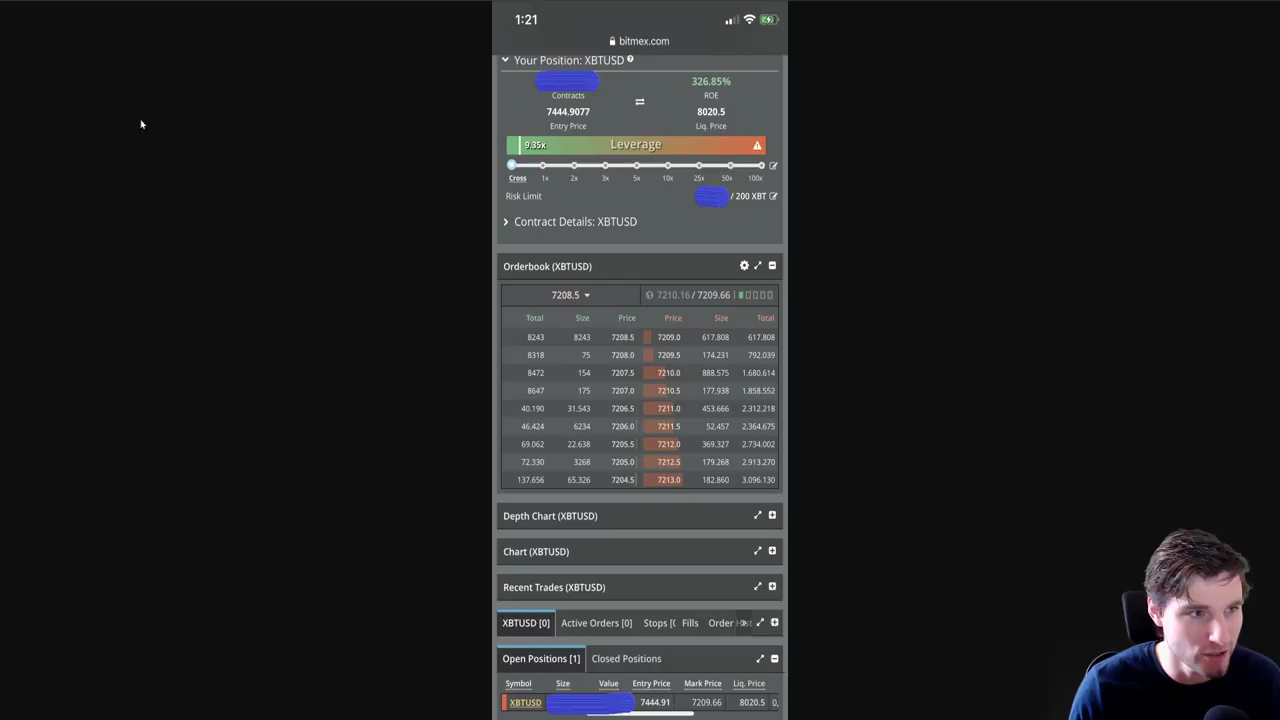 1:21
bitmex.com
Your Position: XBTUSD
326.85%
Contracts ROE
7444.9077 8020.5
Entry Price Liq. Price
9.35x Leverage
Cross 1x 2x 3x 5x 10x 25x 50x 100x
Risk Limit / 200 XBT
Contract Details: XBTUSD
Orderbook (XBTUSD)
7208.5 7210.16 / 7209.66
Total Size Price Price Size Total
8243 8243 7208.5 7209.0 617.808 617.808
8318 75 7208.0 7209.5 174,231 792.039
8472 154 7207.5 7210.0 888.575 1.680.614
8647 175 7207.0 7210.5 177,938 1.858.552
40.190 31.543 7206.5 7211.0 453.666 2.312.218
46.424 6234 7206.0 7211.5 52.457 2.364.675
69.062 22.638 7205.5 7212.0 369.327 2.734.002
72.330 3268 7205.0 7212.5 179.268 2.913.270
137.656 65.326 7204.5 7213.0 182.860 3.096.130
Depth Chart (XBTUSD)
Chart (XBTUSD)
Recent Trades (XBTUSD)
XBTUSD [0] Active Orders [0] Stops [ Fills Order
Open Positions [1] Closed Positions
Symbol Size Value Entry Price Mark Price Liq. Price
XBTUSD 7444.91 7209.66 8020.5 0,